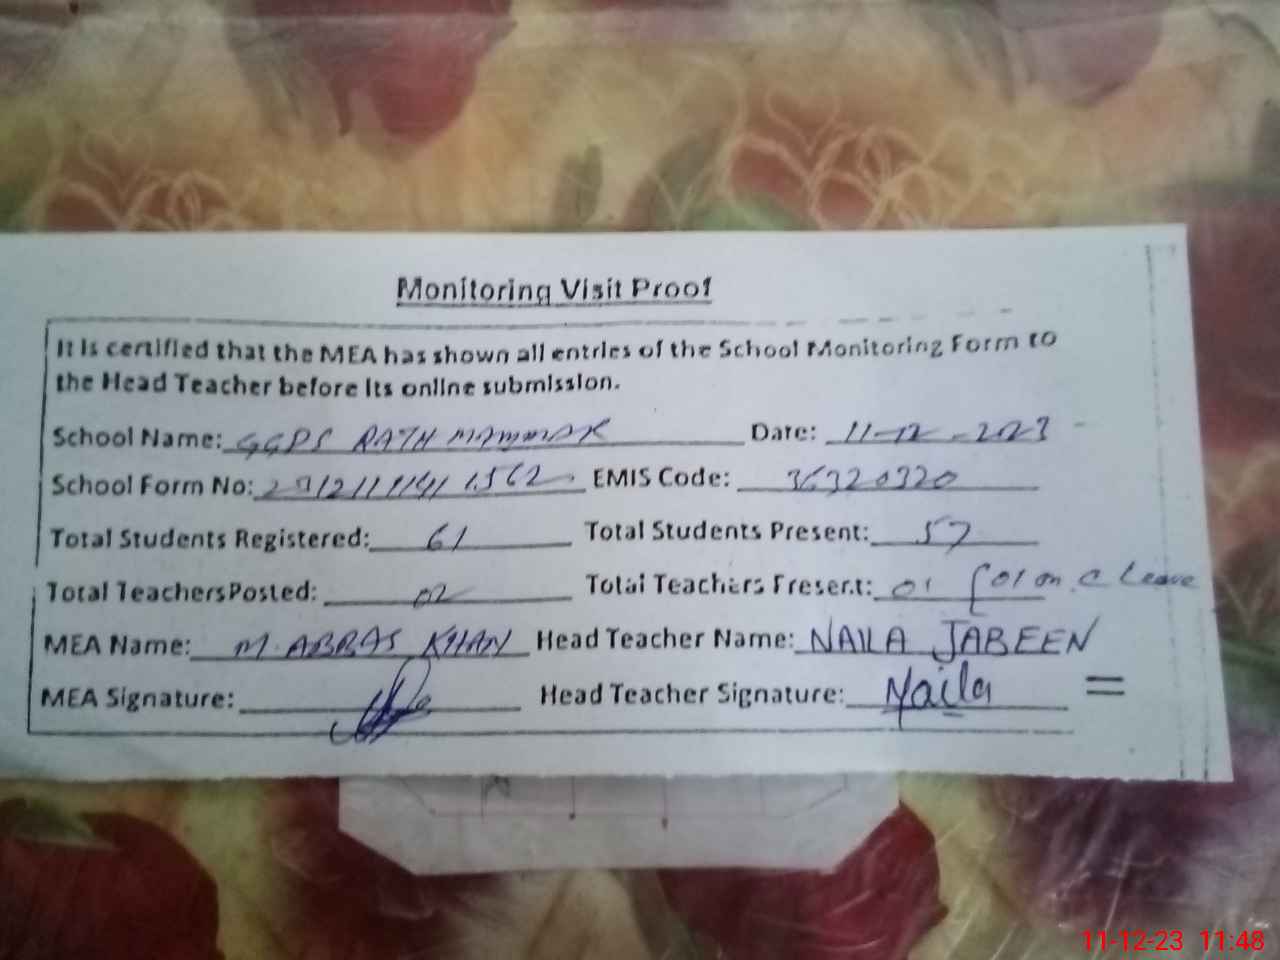 Monitoring Visit Proof
It is certified that the MEA has shown all entries of the School Monitoring Form to
the Head Teacher before its online submission.
School Name: GGPS RATH MAMMAR Date: 11-12-2023
School Form No: EMIS Code: 36320320
Total Students Registered: 61 Total Students Present: 57
Total Teachers Posted: 02 Total Teachers Present: 01 (01 on C Leave
MEA Name: M. ABBAS KHAN Head Teacher Name: NAILA JABEEN
MEA Signature: Head Teacher Signature: Naila =
11-12-23 11:48